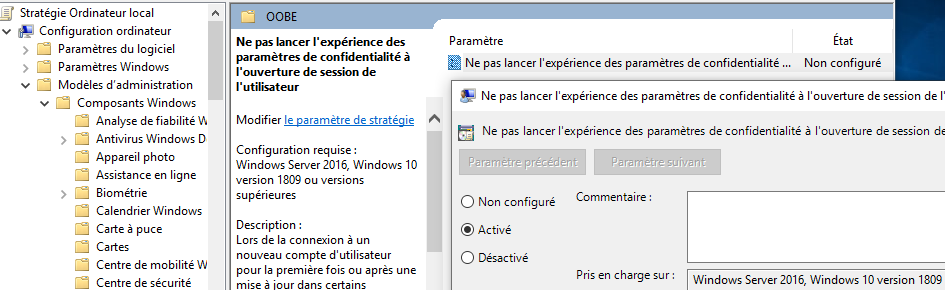 Stratégie Ordinateur local
Configuration ordinateur
Paramètres du logiciel
Paramètres Windows
Modèles d'administration
Composants Windows
Analyse de fiabilité W
Antivirus Windows D
Appareil photo
Assistance en ligne
Biométrie
Calendrier Windows
Carte à puce
Cartes
Centre de mobilité W
Centre de sécurité
OOBE
Ne pas lancer l'expérience des
paramètres de confidentialité à
l'ouverture de session de
l'utilisateur
Modifier le paramètre de stratégie
Configuration requise :
Windows Server 2016, Windows 10
version 1809 ou versions
supérieures
Description :
Lors de la connexion à un
nouveau compte d'utilisateur
pour la première fois ou après une
mise à jour dans certains
Paramètre État
Ne pas lancer l'expérience des paramètres de confidentialité ... Non configuré
Ne pas lancer l'expérience des paramètres de confidentialité à l'ouverture de session de l'
Ne pas lancer l'expérience des paramètres de confidentialité à l'ouverture de session de
Paramètre précédent Paramètre suivant
Non configuré
Activé
Désactivé
Commentaire :
Pris en charge sur : Windows Server 2016, Windows 10 version 1809